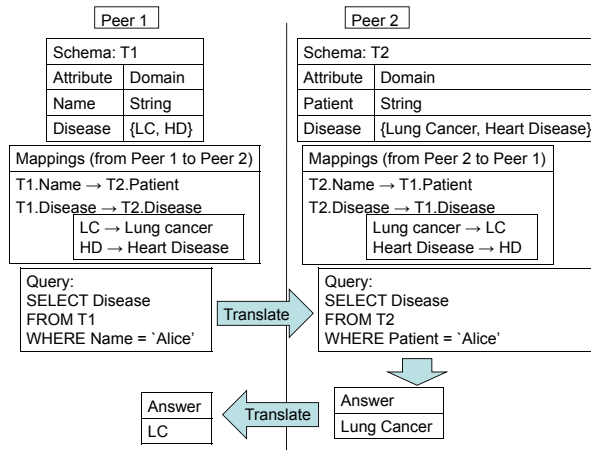 Peer 1
Peer 2
Schema: T1
Attribute Domain
Name String
Disease {LC, HD}
Schema: T2
Attribute Domain
Patient String
Disease {Lung Cancer, Heart Disease}
Mappings (from Peer 1 to Peer 2)
T1.Name → T2.Patient
T1.Disease → T2.Disease
LC → Lung cancer
HD → Heart Disease
Mappings (from Peer 2 to Peer 1)
T2.Name → T1.Patient
T2.Disease → T1.Disease
Lung cancer → LC
Heart Disease → HD
Query:
SELECT Disease
FROM T1
WHERE Name = `Alice’
Translate
Query:
SELECT Disease
FROM T2
WHERE Patient = `Alice’
Answer
LC
Translate
Answer
Lung Cancer